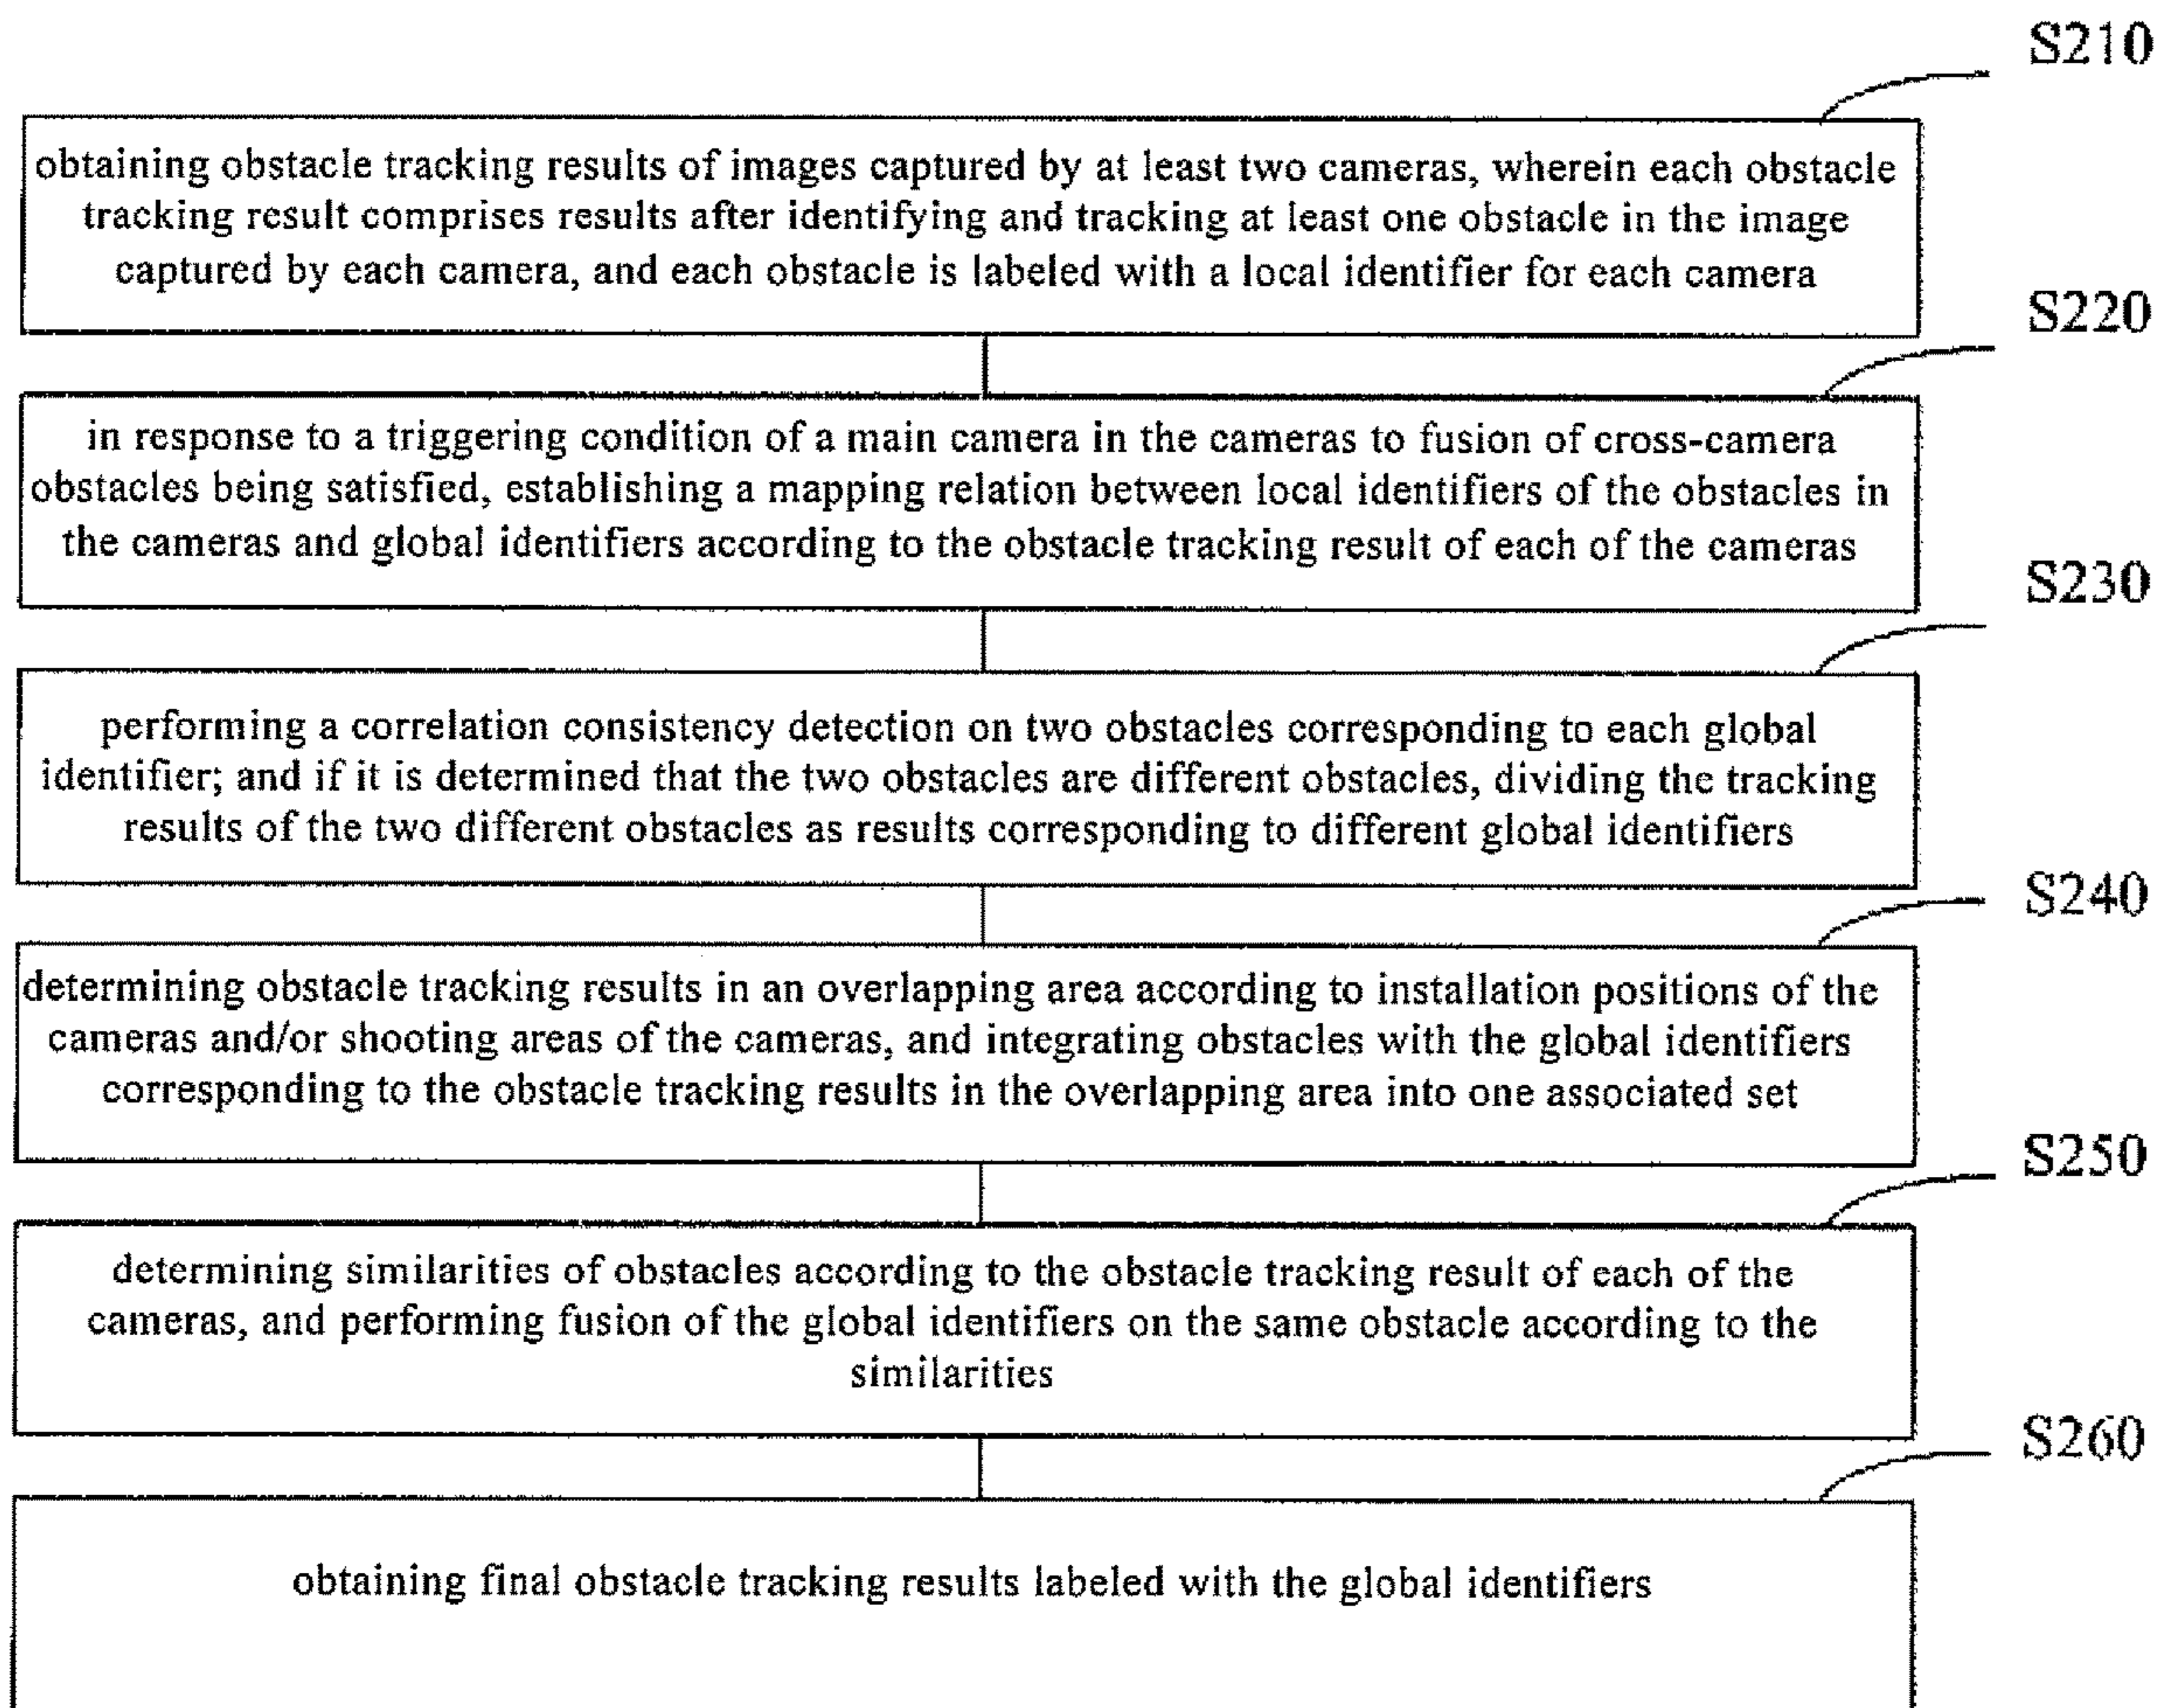 S210
obtaining obstacle tracking results of images captured by at least two cameras, wherein each obstacle
tracking result comprises results after identifying and tracking at least one obstacle in the image
captured by each camera, and each obstacle is labeled with a local identifier for each camera
S220
in response to a triggering condition of a main camera in the cameras to fusion of cross-camera
obstacles being satisfied, establishing a mapping relation between local identifiers of the obstacles in
the cameras and global identifiers according to the obstacle tracking result of each of the cameras
S230
performing a correlation consistency detection on two obstacles corresponding to each global
identifier; and if it is determined that the two obstacles are different obstacles, dividing the tracking
results of the two different obstacles as results corresponding to different global identifiers
S240
determining obstacle tracking results in an overlapping area according to installation positions of the
cameras and/or shooting areas of the cameras, and integrating obstacles with the global identifiers
corresponding to the obstacle tracking results in the overlapping area into one associated set
S250
determining similarities of obstacles according to the obstacle tracking result of each of the
cameras, and performing fusion of the global identifiers on the same obstacle according to the
similarities
S260
obtaining final obstacle tracking results labeled with the global identifiers